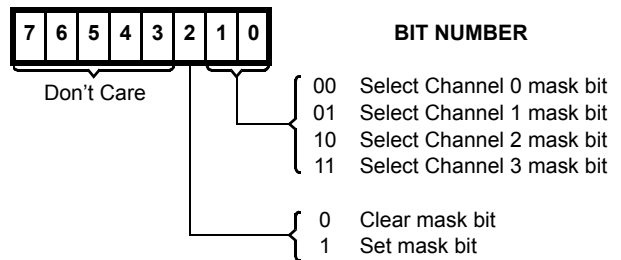 7 6 5 4 3 2 1 0 BIT NUMBER
Don't Care
00 Select Channel 0 mask bit
01 Select Channel 1 mask bit
10 Select Channel 2 mask bit
11 Select Channel 3 mask bit
0 Clear mask bit
1 Set mask bit